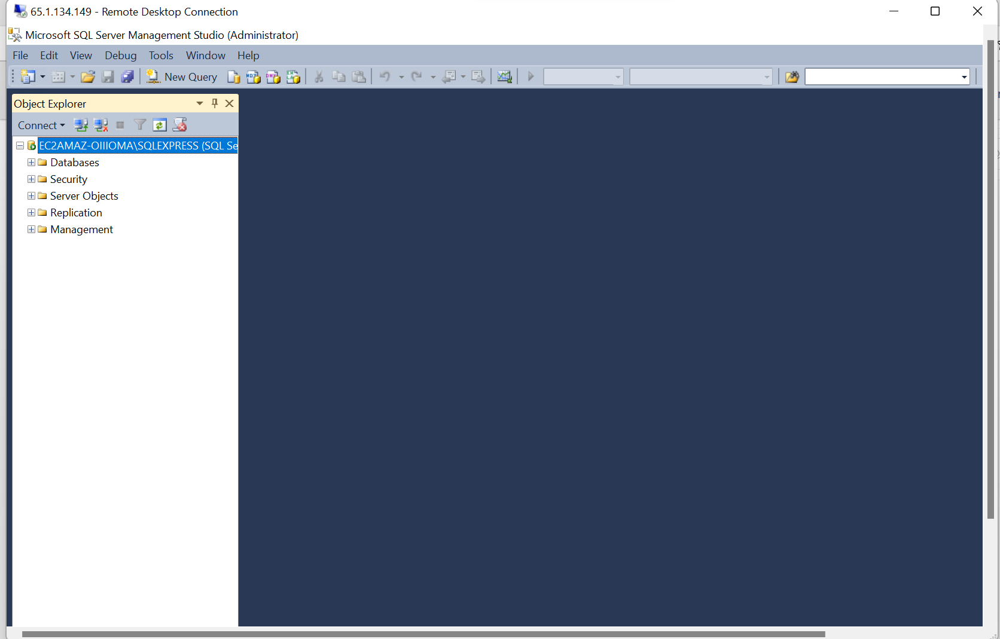 65.1.134.149 - Remote Desktop Connection
Microsoft SQL Server Management Studio (Administrator)
File Edit View Debug Tools Window Help
New Query
Object Explorer
Connect
EC2AMAZ-OIIIOMA\SQLEXPRESS (SQL Se
Databases
Security
Server Objects
Replication
Management